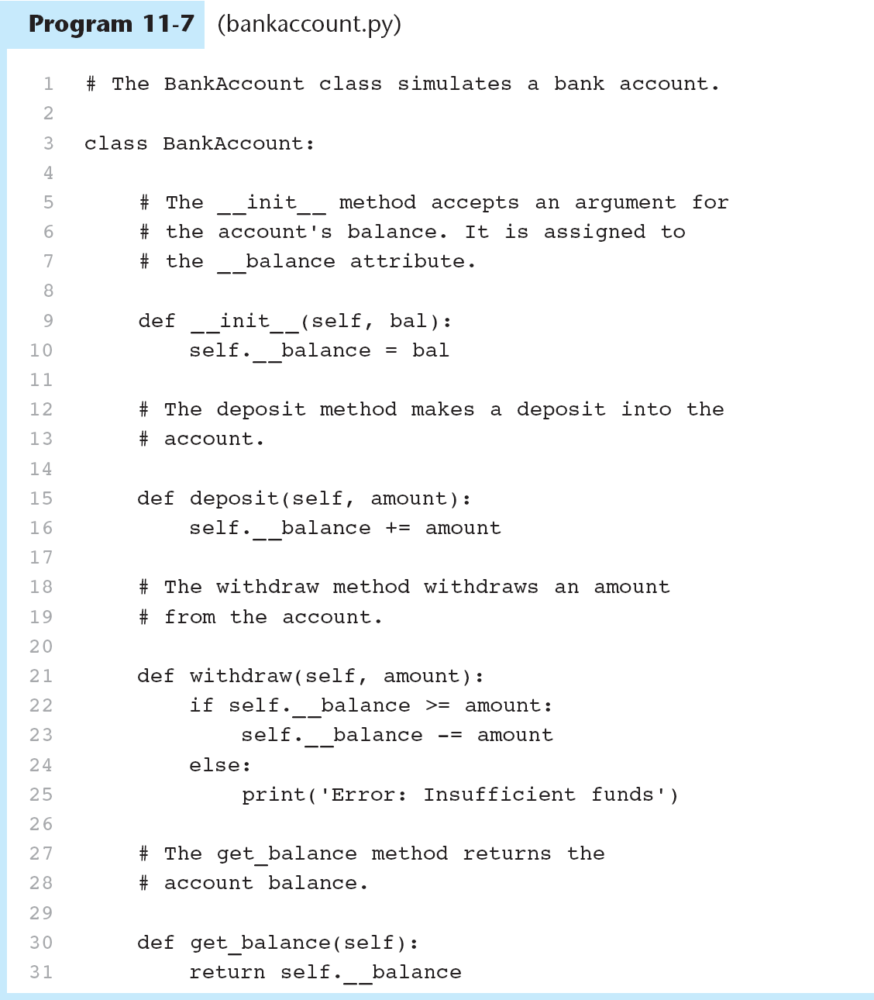 Program 11-7 (bankaccount.py)
1 # The BankAccount class simulates a bank account.
2
3 class BankAccount:
4
5     # The __init__ method accepts an argument for
6     # the account's balance. It is assigned to
7     # the __balance attribute.
8
9     def __init__(self, bal):
10         self.__balance = bal
11
12     # The deposit method makes a deposit into the
13     # account.
14
15     def deposit(self, amount):
16         self.__balance += amount
17
18     # The withdraw method withdraws an amount
19     # from the account.
20
21     def withdraw(self, amount):
22         if self.__balance >= amount:
23             self.__balance -= amount
24         else:
25             print('Error: Insufficient funds')
26
27     # The get_balance method returns the
28     # account balance.
29
30     def get_balance(self):
31         return self.__balance